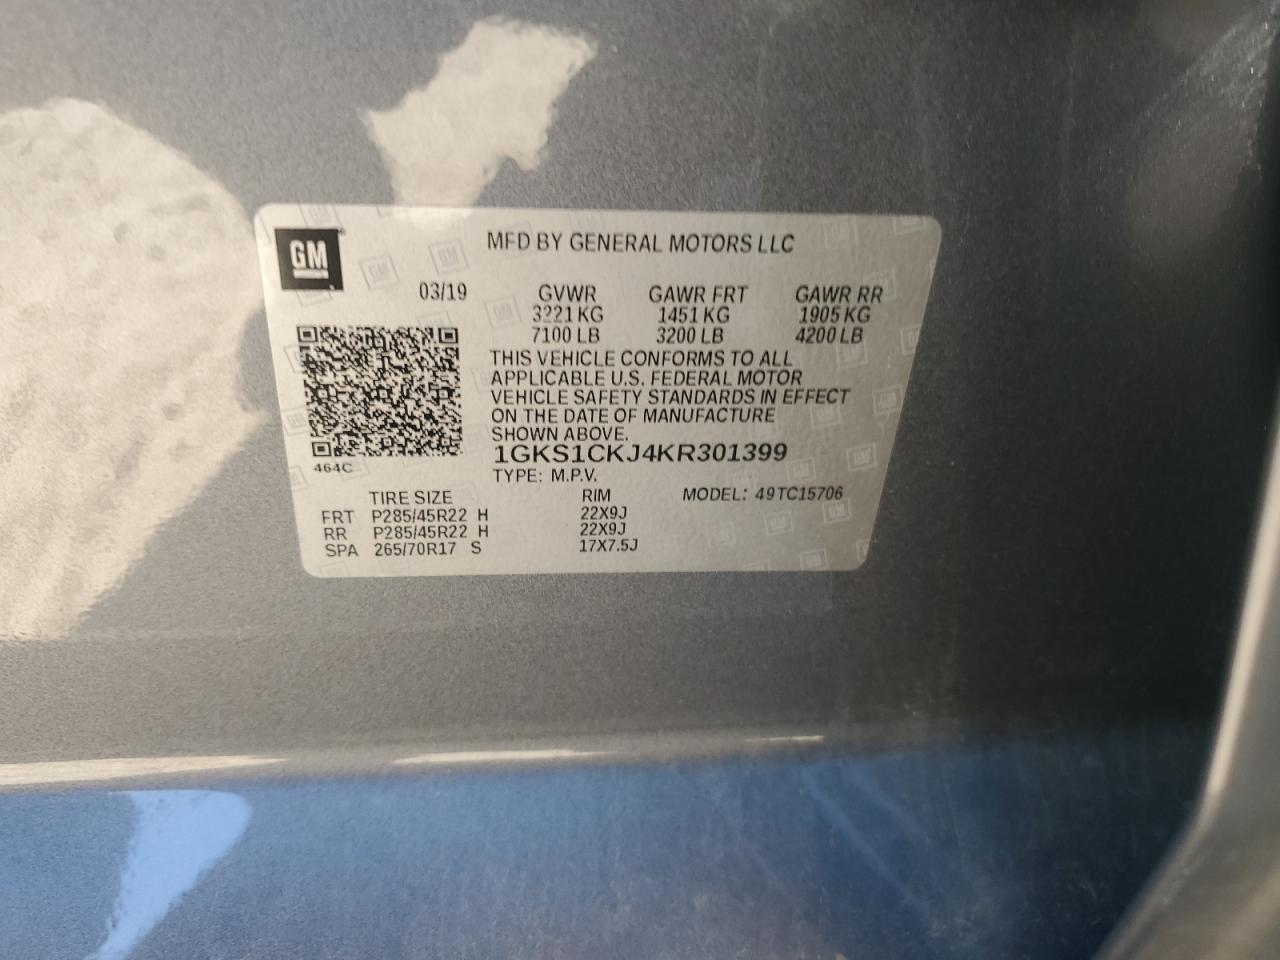 GM
MFD BY GENERAL MOTORS LLC
03/19 GVWR GAWR FRT GAWR RR
3221 KG 1451 KG 1905 KG
7100 LB 3200 LB 4200 LB
THIS VEHICLE CONFORMS TO ALL
APPLICABLE U.S. FEDERAL MOTOR
VEHICLE SAFETY STANDARDS IN EFFECT
ON THE DATE OF MANUFACTURE
SHOWN ABOVE.
1GKS1CKJ4KR301399
464C
TYPE: M.P.V.
TIRE SIZE RIM MODEL: 49TC15706
FRT P285/45R22 H 22X9J
RR P285/45R22 H 22X9J
SPA 265/70R17 S 17X7.5J